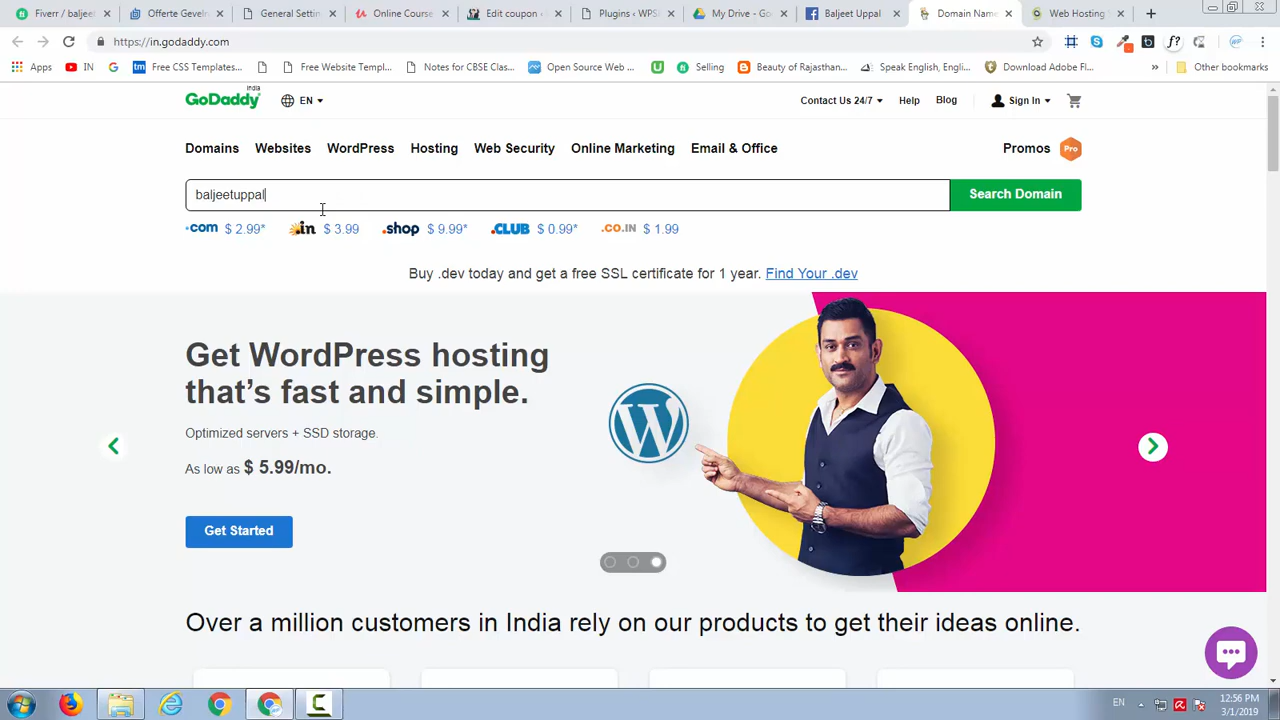 Fiverr / baljeet
Offerte Gevelr
General Settin
Online Course
Edit coupon
Plugins < WPS
My Drive - Go
Baljeet Uppal
Domain Name
Web Hosting
https://in.godaddy.com
Apps
IN
Free CSS Templates...
Free Website Templ...
Notes for CBSE Clas...
Open Source Web ...
Selling
Beauty of Rajasthan...
Speak English, Engli...
Download Adobe Fl...
»
Other bookmarks
India
GoDaddy
EN
Contact Us 24/7
Help
Blog
Sign In
Domains
Websites
WordPress
Hosting
Web Security
Online Marketing
Email & Office
Promos
Pro
baljeetuppal
Search Domain
.com $ 2.99*
.in $ 3.99
.shop $ 9.99*
.CLUB $ 0.99*
.CO.IN $ 1.99
Buy .dev today and get a free SSL certificate for 1 year. Find Your .dev
Get WordPress hosting
that's fast and simple.
Optimized servers + SSD storage.
As low as $ 5.99/mo.
Get Started
Over a million customers in India rely on our products to get their ideas online.
EN
12:56 PM
3/1/2019